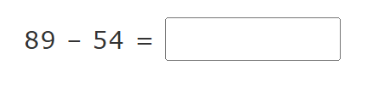 89 – 54 =